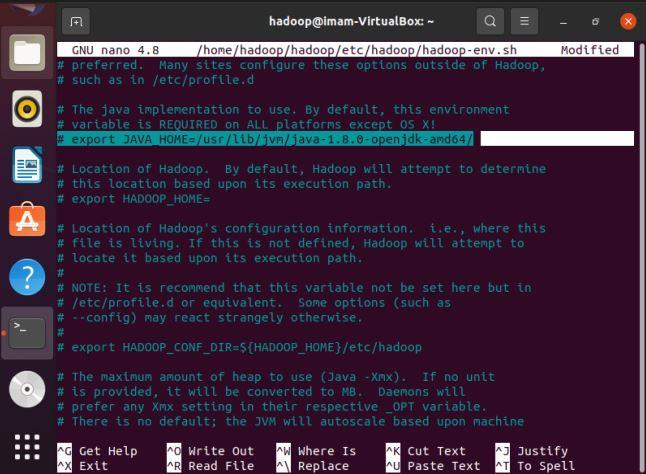 hadoop@imam-VirtualBox: ~
GNU nano 4.8 /home/hadoop/hadoop/etc/hadoop/hadoop-env.sh Modified
# preferred.  Many sites configure these options outside of Hadoop,
# such as in /etc/profile.d
# The java implementation to use. By default, this environment
# variable is REQUIRED on ALL platforms except OS X!
# export JAVA_HOME=/usr/lib/jvm/java-1.8.0-openjdk-amd64/
# Location of Hadoop.  By default, Hadoop will attempt to determine
# this location based upon its execution path.
# export HADOOP_HOME=
# Location of Hadoop's configuration information.  i.e., where this
# file is living. If this is not defined, Hadoop will attempt to
# locate it based upon its execution path.
#
# NOTE: It is recommend that this variable not be set here but in
# /etc/profile.d or equivalent.  Some options (such as
# --config) may react strangely otherwise.
#
# export HADOOP_CONF_DIR=${HADOOP_HOME}/etc/hadoop
# The maximum amount of heap to use (Java -Xmx).  If no unit
# is provided, it will be converted to MB.  Daemons will
# prefer any Xmx setting in their respective _OPT variable.
# There is no default; the JVM will autoscale based upon machine
^G Get Help ^O Write Out ^W Where Is ^K Cut Text ^J Justify
^X Exit ^R Read File ^\ Replace ^U Paste Text ^T To Spell